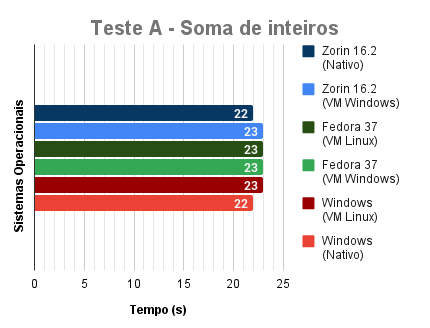 Teste A - Soma de inteiros
Sistemas Operacionais
22
23
23
23
23
22
0 5 10 15 20 25
Tempo (s)
Zorin 16.2
(Nativo)
Zorin 16.2
(VM Windows)
Fedora 37
(VM Linux)
Fedora 37
(VM Windows)
Windows
(VM Linux)
Windows
(Nativo)